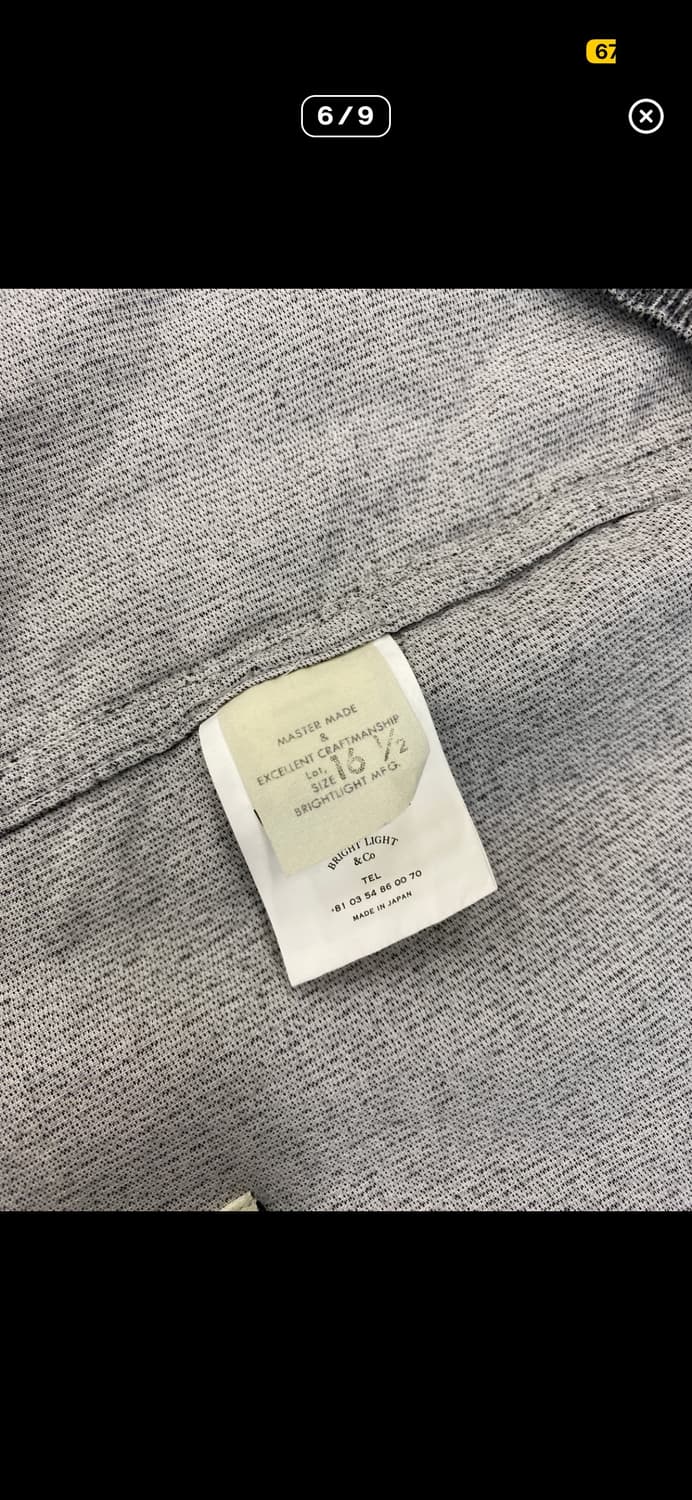 67
6/9
MASTER MADE
&
EXCELLENT CRAFTMANSHIP
Lot.
SIZE 16 1/2
BRIGHTLIGHT MFG.
BRIGHT LIGHT
& Co
TEL
+81 03 54 86 00 70
MADE IN JAPAN